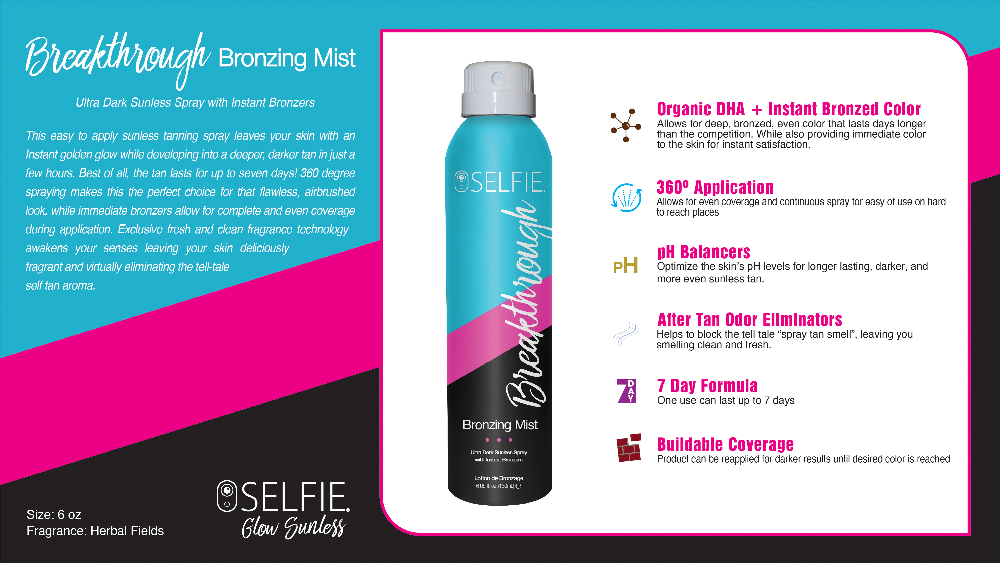 Breakthrough Bronzing Mist
Ultra Dark Sunless Spray with Instant Bronzers
This easy to apply sunless tanning spray leaves your skin with an
Instant golden glow while developing into a deeper, darker tan in just a
few hours. Best of all, the tan lasts for up to seven days! 360 degree
spraying makes this the perfect choice for that flawless, airbrushed
look, while immediate bronzers allow for complete and even coverage
during application. Exclusive fresh and clean fragrance technology
awakens your senses leaving your skin deliciously
fragrant and virtually eliminating the tell-tale
self tan aroma.
Size: 6 oz
Fragrance: Herbal Fields
SELFIE®
Glow Sunless
SELFIE®
Breakthrough
Bronzing Mist
Ultra Dark Sunless Spray
with Instant Bronzers
Lotion de Bronzage
6 US fl. oz. (130mL) ℮
Organic DHA + Instant Bronzed Color
Allows for deep, bronzed, even color that lasts days longer
than the competition. While also providing immediate color
to the skin for instant satisfaction.
360º Application
Allows for even coverage and continuous spray for easy of use on hard
to reach places
pH
pH Balancers
Optimize the skin’s pH levels for longer lasting, darker, and
more even sunless tan.
After Tan Odor Eliminators
Helps to block the tell tale “spray tan smell”, leaving you
smelling clean and fresh.
7 DAY
7 Day Formula
One use can last up to 7 days
Buildable Coverage
Product can be reapplied for darker results until desired color is reached